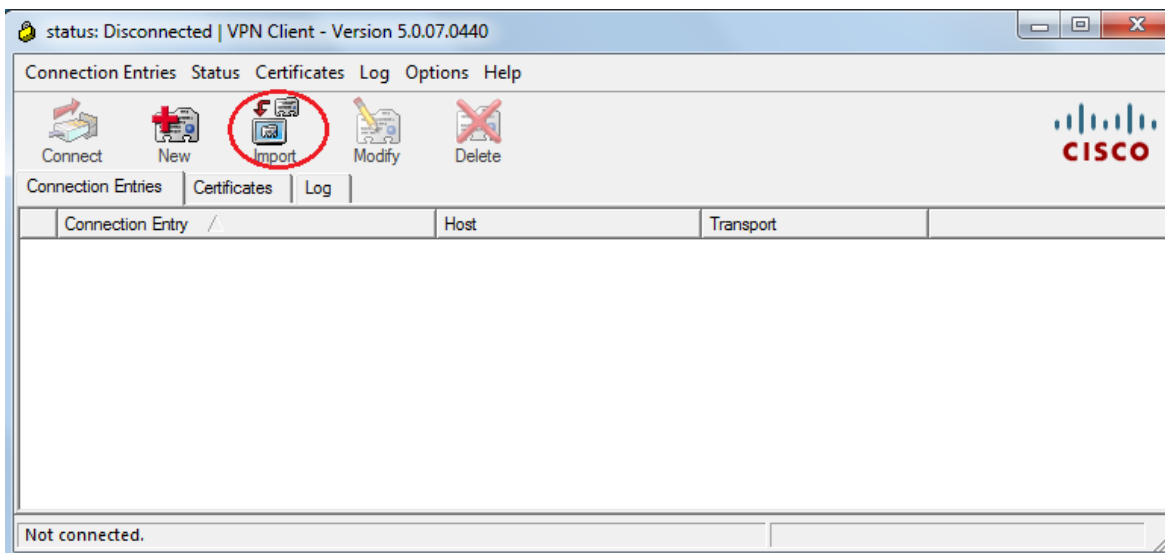 status: Disconnected | VPN Client - Version 5.0.07.0440
Connection Entries Status Certificates Log Options Help
Connect New Import Modify Delete
CISCO
Connection Entries Certificates Log
Connection Entry Host Transport
Not connected.